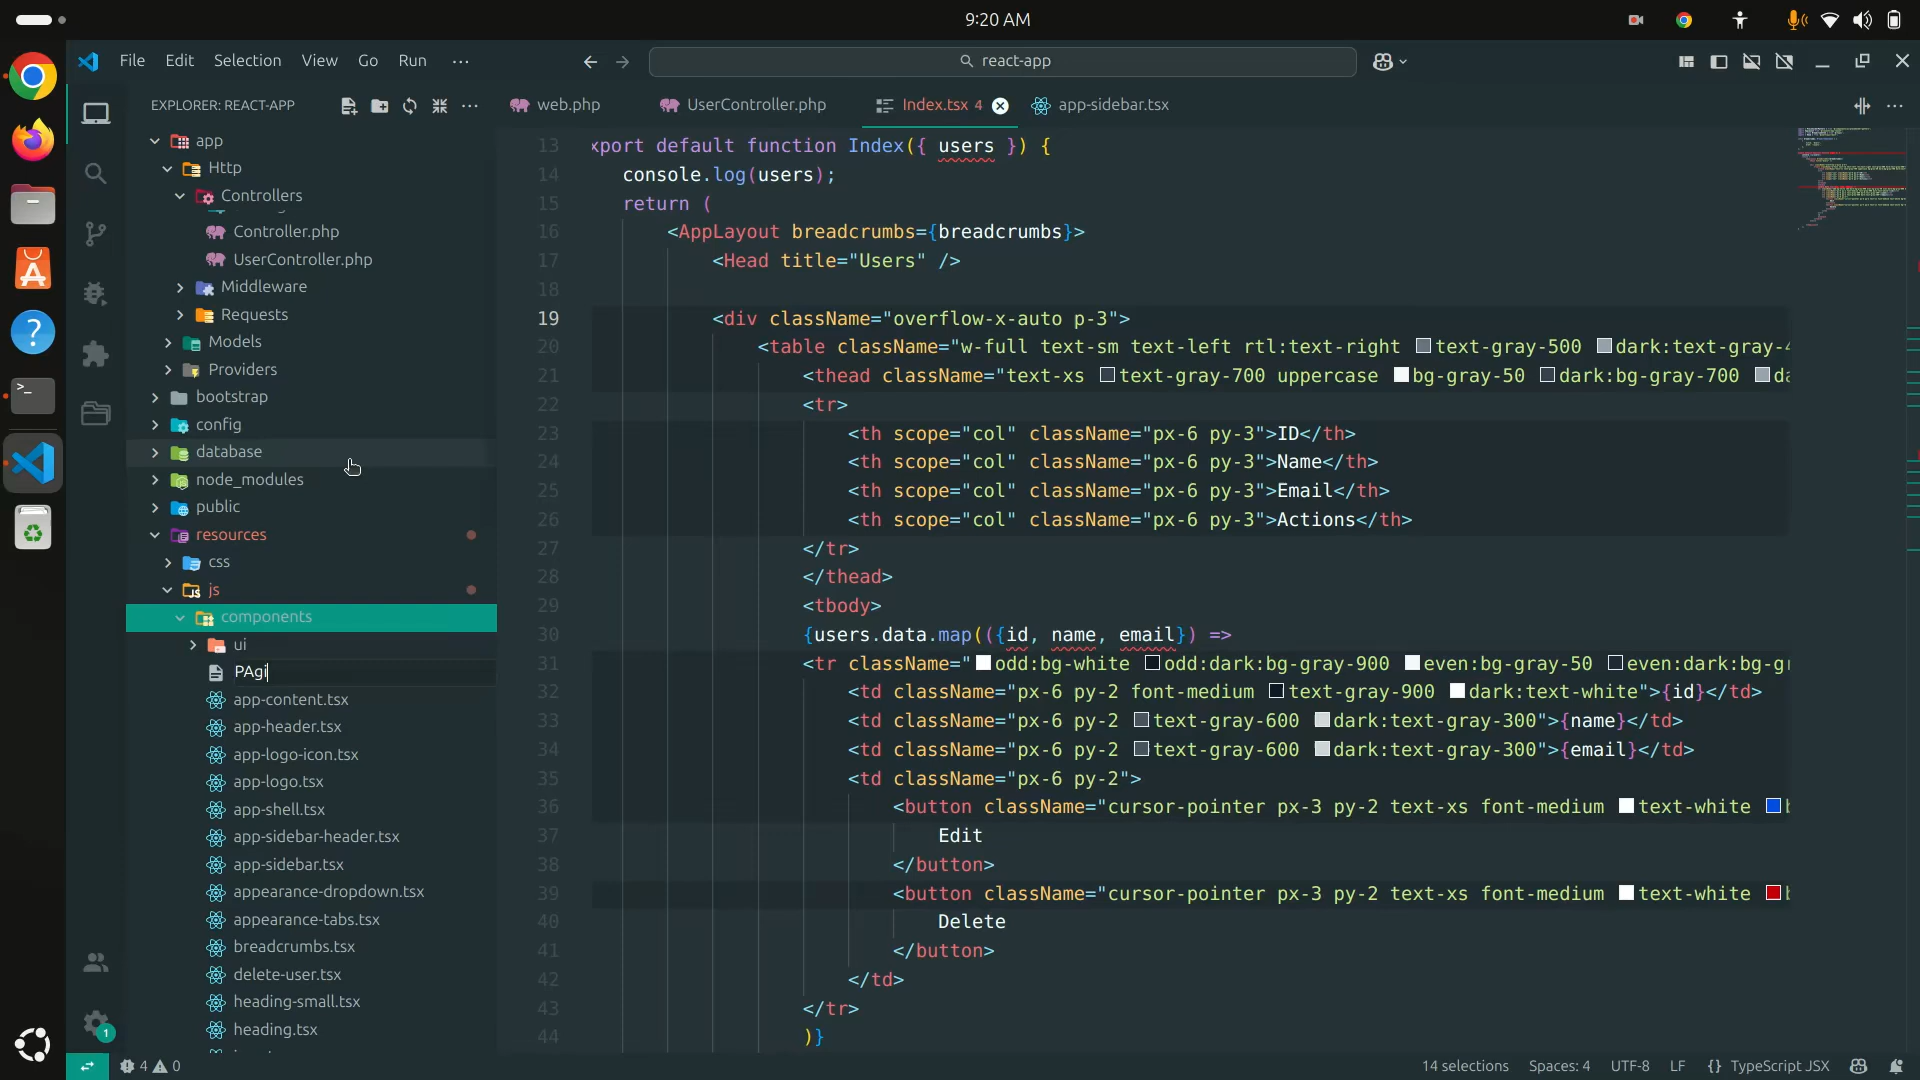 9:20 AM
File Edit Selection View Go Run ···
react-app
EXPLORER: REACT-APP
app
Http
Controllers
Controller.php
UserController.php
Middleware
Requests
Models
Providers
bootstrap
config
database
node_modules
public
resources
css
js
components
ui
PAgi
app-content.tsx
app-header.tsx
app-logo-icon.tsx
app-logo.tsx
app-shell.tsx
app-sidebar-header.tsx
app-sidebar.tsx
appearance-dropdown.tsx
appearance-tabs.tsx
breadcrumbs.tsx
delete-user.tsx
heading-small.tsx
heading.tsx
web.php UserController.php Index.tsx 4 app-sidebar.tsx
13 xport default function Index({ users }) {
14 console.log(users);
15 return (
16 <AppLayout breadcrumbs={breadcrumbs}>
17 <Head title="Users" />
18
19 <div className="overflow-x-auto p-3">
20 <table className="w-full text-sm text-left rtl:text-right text-gray-500 dark:text-gray-4
21 <thead className="text-xs text-gray-700 uppercase bg-gray-50 dark:bg-gray-700 da
22 <tr>
23 <th scope="col" className="px-6 py-3">ID</th>
24 <th scope="col" className="px-6 py-3">Name</th>
25 <th scope="col" className="px-6 py-3">Email</th>
26 <th scope="col" className="px-6 py-3">Actions</th>
27 </tr>
28 </thead>
29 <tbody>
30 {users.data.map(({id, name, email}) =>
31 <tr className="odd:bg-white odd:dark:bg-gray-900 even:bg-gray-50 even:dark:bg-gr
32 <td className="px-6 py-2 font-medium text-gray-900 dark:text-white">{id}</td>
33 <td className="px-6 py-2 text-gray-600 dark:text-gray-300">{name}</td>
34 <td className="px-6 py-2 text-gray-600 dark:text-gray-300">{email}</td>
35 <td className="px-6 py-2">
36 <button className="cursor-pointer px-3 py-2 text-xs font-medium text-white b
37 Edit
38 </button>
39 <button className="cursor-pointer px-3 py-2 text-xs font-medium text-white b
40 Delete
41 </button>
42 </td>
43 </tr>
44 )}
1
4 0 14 selections Spaces: 4 UTF-8 LF {} TypeScript JSX